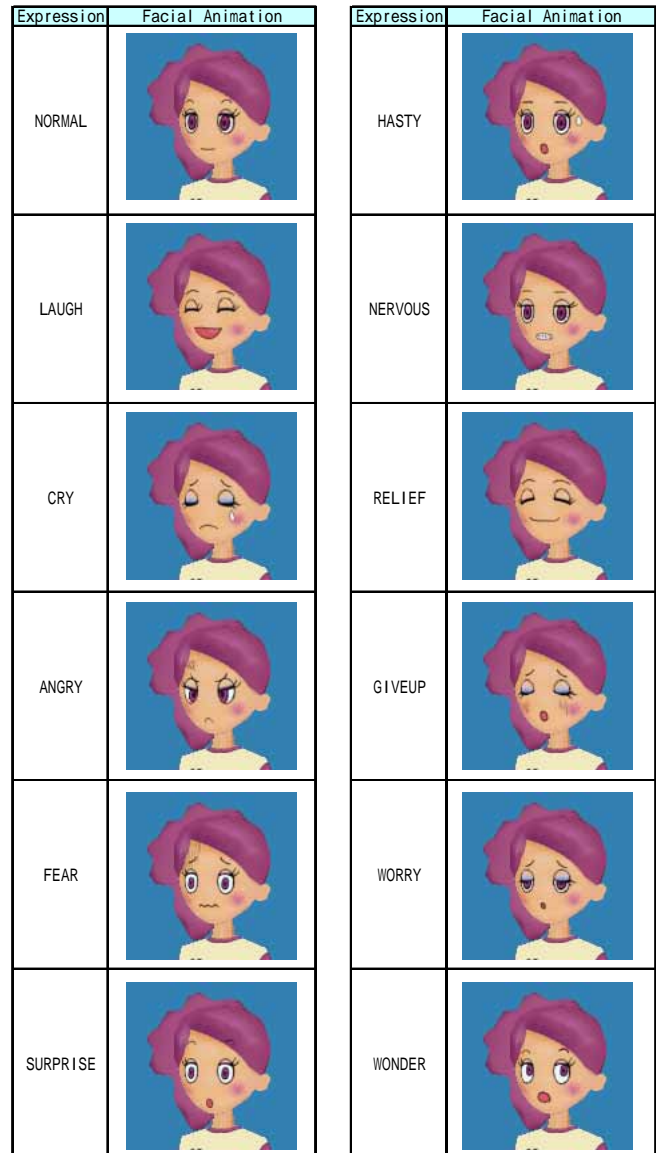 Expression Facial Animation
NORMAL
LAUGH
CRY
ANGRY
FEAR
SURPRISE
Expression Facial Animation
HASTY
NERVOUS
RELIEF
GIVEUP
WORRY
WONDER